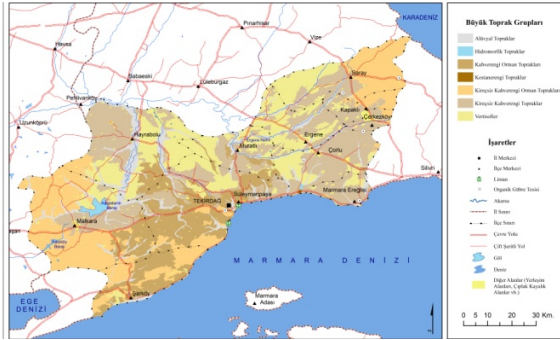 KARADENİZ
Pınarhisar
Vize
Havsa
Babaeski
Lüleburgaz
Saray
Pehlivanköy
Uzunköprü
Kapaklı
Çerkezköy
Hayrabolu
Muratlı
Ergene
Çorlu
Silivri
Marmara Ereğlisi
Süleymanpaşa
TEKİRDAĞ
Malkara
MARMARA DENİZİ
Şarköy
EGE
DENİZİ
Marmara
Adası
Büyük Toprak Grupları
Alüvyal Topraklar
Hidromorfik Topraklar
Kahverengi Orman Toprakları
Kestanerengi Topraklar
Kireçsiz Kahverengi Orman Toprakları
Kireçsiz Kahverengi Topraklar
Vertisoller
İşaretler
İl Merkezi
İlçe Merkezi
Liman
Organik Gübre Tesisi
Akarsu
İl Sınırı
İlçe Sınırı
Çevre Yolu
Çift Şeritli Yol
Göl
Deniz
Diğer Alanlar (Yerleşim
Alanları, Çıplak Kayalık
Alanlar vb.)
0 5 10 20 30 Km.